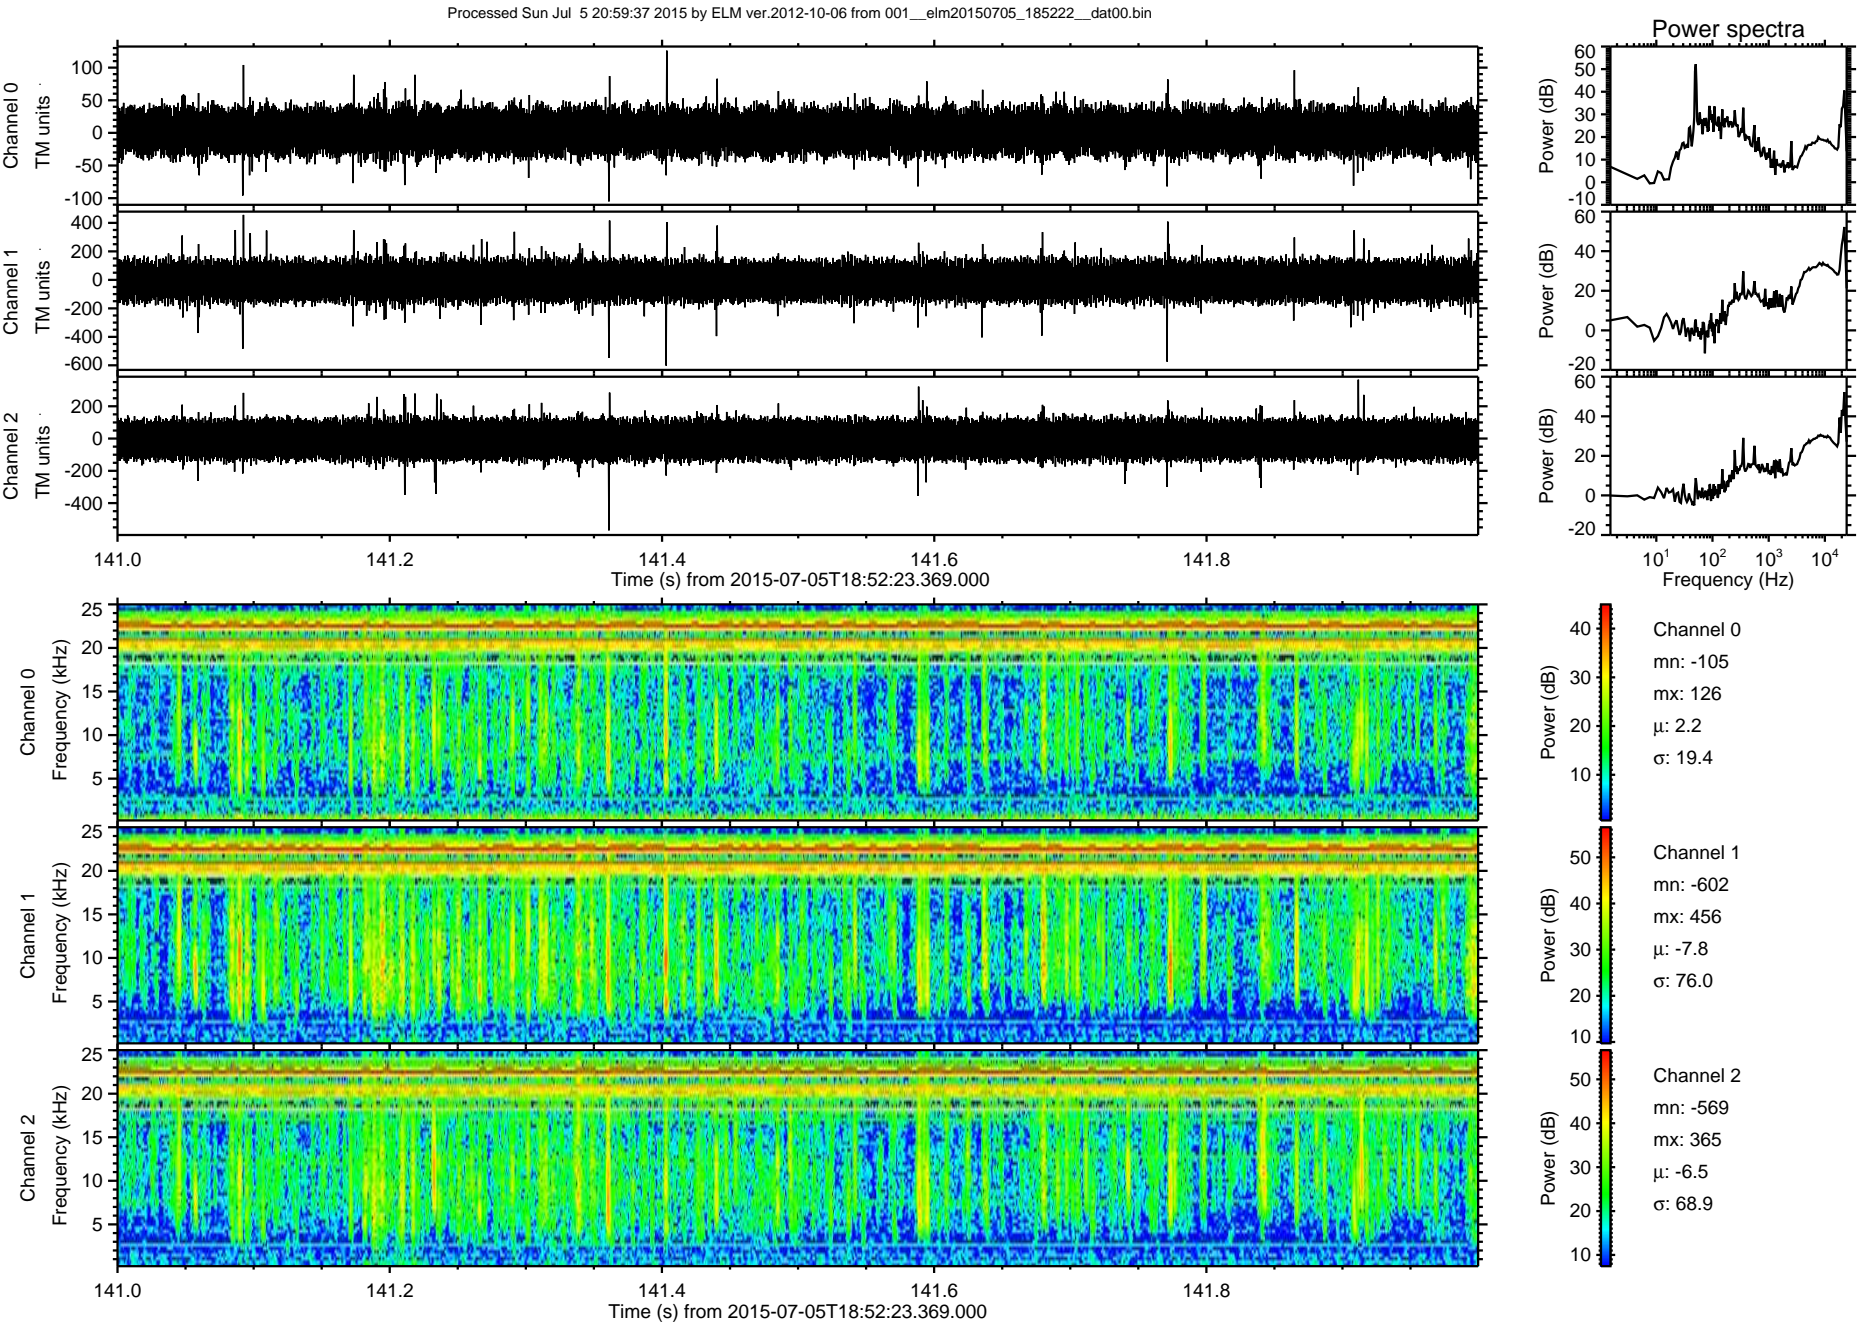 Processed Sun Jul  5 20:59:37 2015 by ELM ver.2012-10-06 from 001__elm20150705_185222__dat00.bin
Power spectra
Channel 0
TM units
100
50
0
-50
-100
Power (dB)
60
50
40
30
20
10
0
-10
Channel 1
TM units
400
200
0
-200
-400
-600
Power (dB)
60
40
20
0
-20
Channel 2
TM units
200
0
-200
-400
Power (dB)
60
40
20
0
-20
141.0 141.2 141.4 141.6 141.8
Time (s) from 2015-07-05T18:52:23.369.000
10^1 10^2 10^3 10^4
Frequency (Hz)
Channel 0
Frequency (kHz)
25
20
15
10
5
Power (dB)
40
30
20
10
Channel 0
mn: -105
mx: 126
μ: 2.2
σ: 19.4
Channel 1
Frequency (kHz)
25
20
15
10
5
Power (dB)
50
40
30
20
10
Channel 1
mn: -602
mx: 456
μ: -7.8
σ: 76.0
Channel 2
Frequency (kHz)
25
20
15
10
5
Power (dB)
50
40
30
20
10
Channel 2
mn: -569
mx: 365
μ: -6.5
σ: 68.9
141.0 141.2 141.4 141.6 141.8
Time (s) from 2015-07-05T18:52:23.369.000